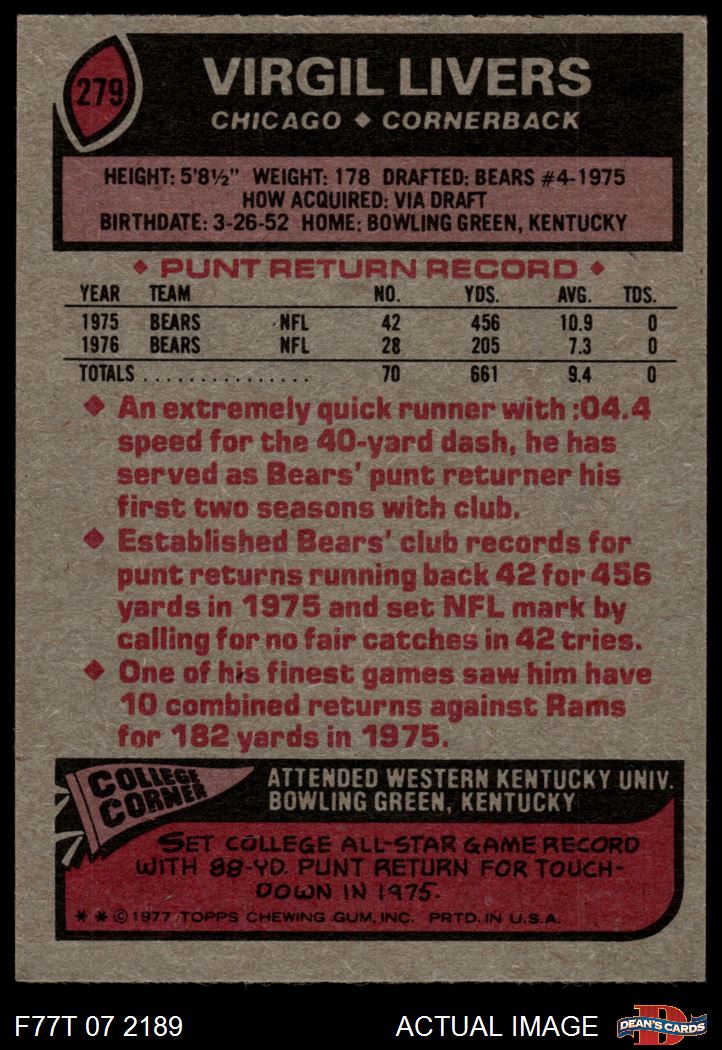 279
VIRGIL LIVERS
CHICAGO ◆ CORNERBACK
HEIGHT: 5'8½" WEIGHT: 178 DRAFTED: BEARS #4-1975
HOW ACQUIRED: VIA DRAFT
BIRTHDATE: 3-26-52 HOME: BOWLING GREEN, KENTUCKY
◆ PUNT RETURN RECORD ◆
YEAR TEAM NO. YDS. AVG. TDS.
1975 BEARS NFL 42 456 10.9 0
1976 BEARS NFL 28 205 7.3 0
TOTALS . . . . . . . . . . . . . . . 70 661 9.4 0
◆ An extremely quick runner with :04.4
speed for the 40-yard dash, he has
served as Bears' punt returner his
first two seasons with club.
◆ Established Bears' club records for
punt returns running back 42 for 456
yards in 1975 and set NFL mark by
calling for no fair catches in 42 tries.
◆ One of his finest games saw him have
10 combined returns against Rams
for 182 yards in 1975.
COLLEGE
CORNER
ATTENDED WESTERN KENTUCKY UNIV.
BOWLING GREEN, KENTUCKY
SET COLLEGE ALL-STAR GAME RECORD
WITH 88-YD. PUNT RETURN FOR TOUCH-
DOWN IN 1975.
* * © 1977 TOPPS CHEWING GUM, INC. PRTD. IN U.S.A.
F77T 07 2189 ACTUAL IMAGE
D
DEAN'S CARDS